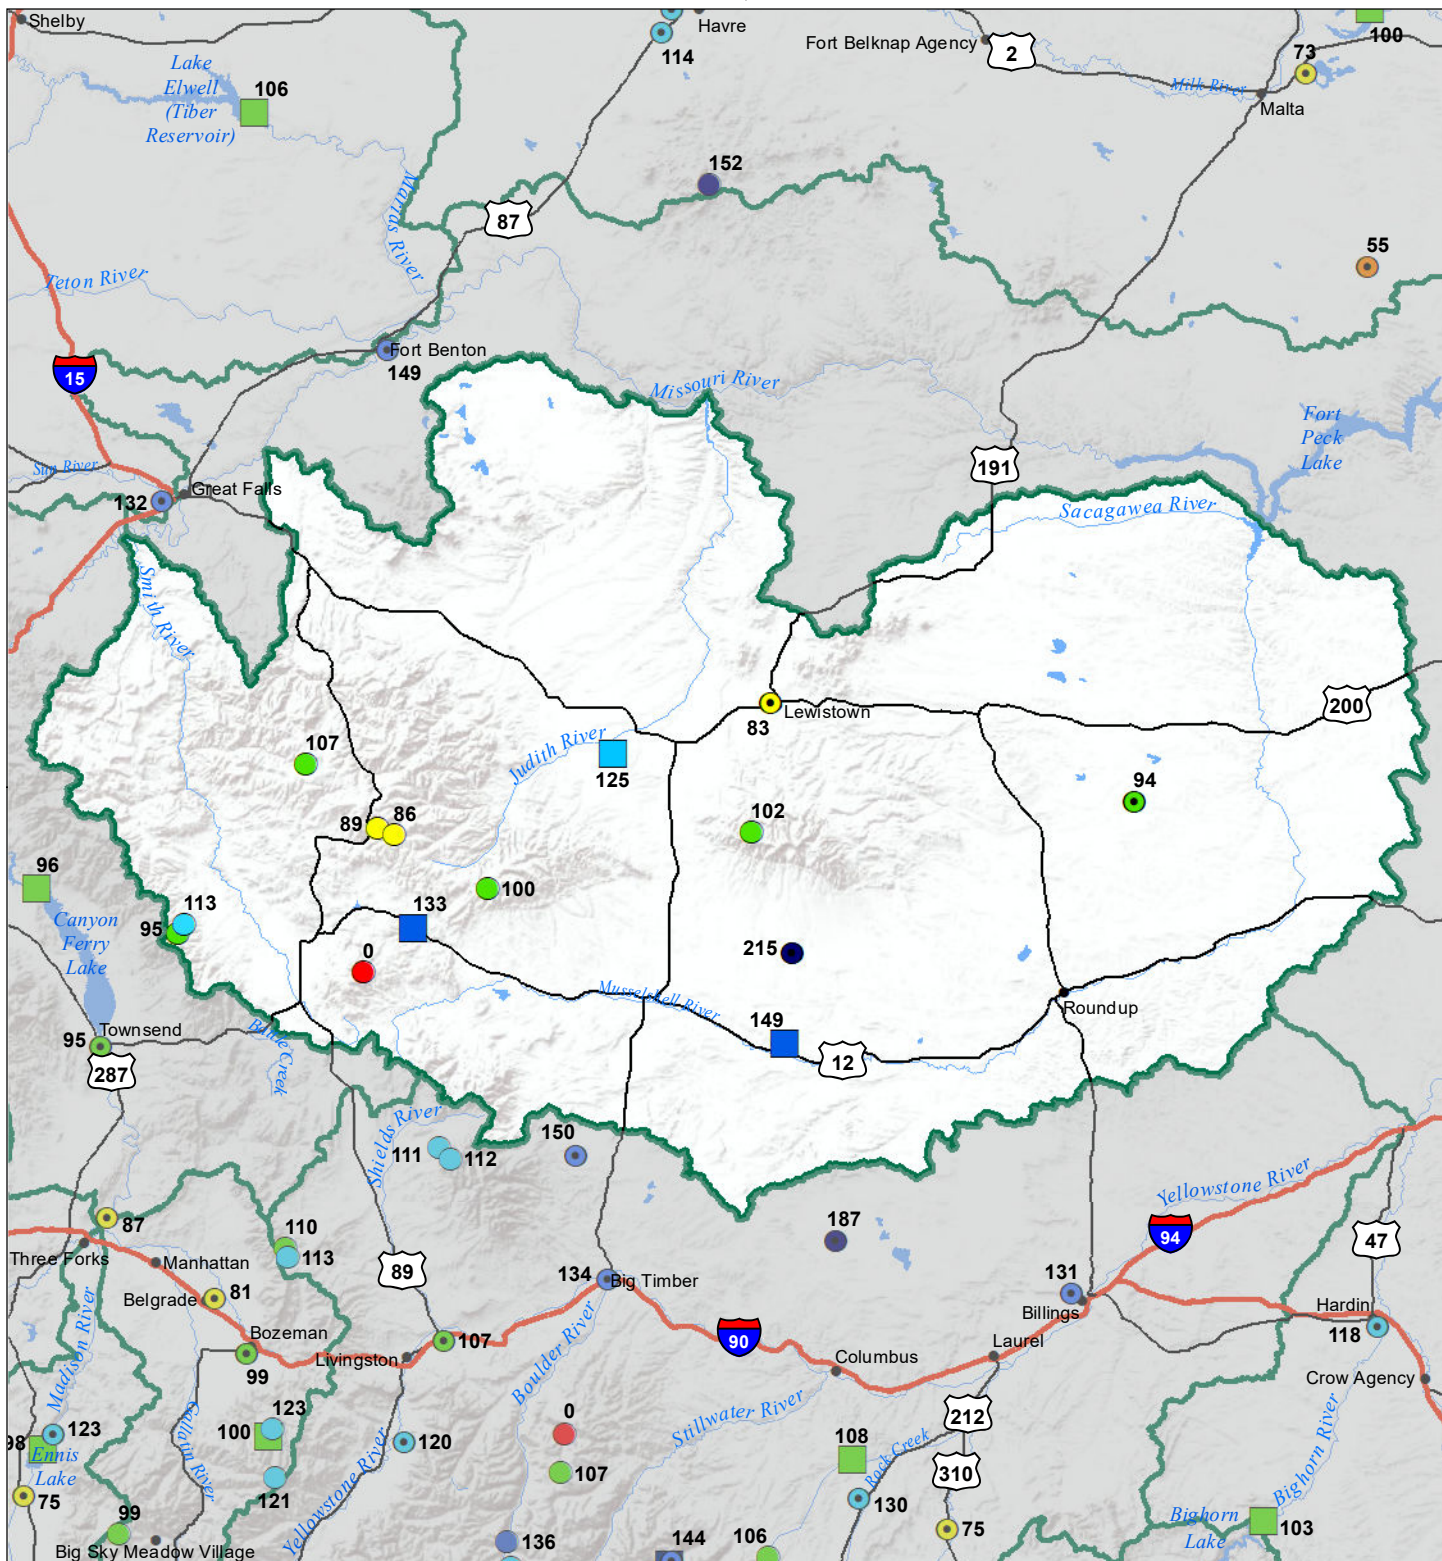 Shelby
Havre
Fort Belknap Agency
2
100
73
114
Lake
Elwell
(Tiber
Reservoir)
106
Milk River
Malta
152
Marias River
87
55
Teton River
15
Fort Benton
149
Missouri River
Fort
Peck
Lake
Sun River
191
132
Great Falls
Sacagawea River
Smith River
200
83
Lewistown
107
Judith River
125
94
89
86
102
96
100
Canyon
Ferry
Lake
113
95
133
0
215
Musselshell River
Roundup
149
12
Townsend
95
287
Battle Creek
Shields River
111
112
150
Yellowstone River
87
187
94
47
110
113
Three Forks
Manhattan
89
134
Big Timber
131
Billings
Hardin
118
Belgrade
81
Madison River
Bozeman
99
Livingston
107
Boulder River
90
Columbus
Laurel
Crow Agency
123
98
Ennis
Lake
75
Gallatin River
123
100
121
120
0
107
Stillwater River
212
108
Rock Creek
310
130
75
Bighorn River
99
Big Sky Meadow Village
Yellowstone River
136
144
106
Bighorn
Lake
103